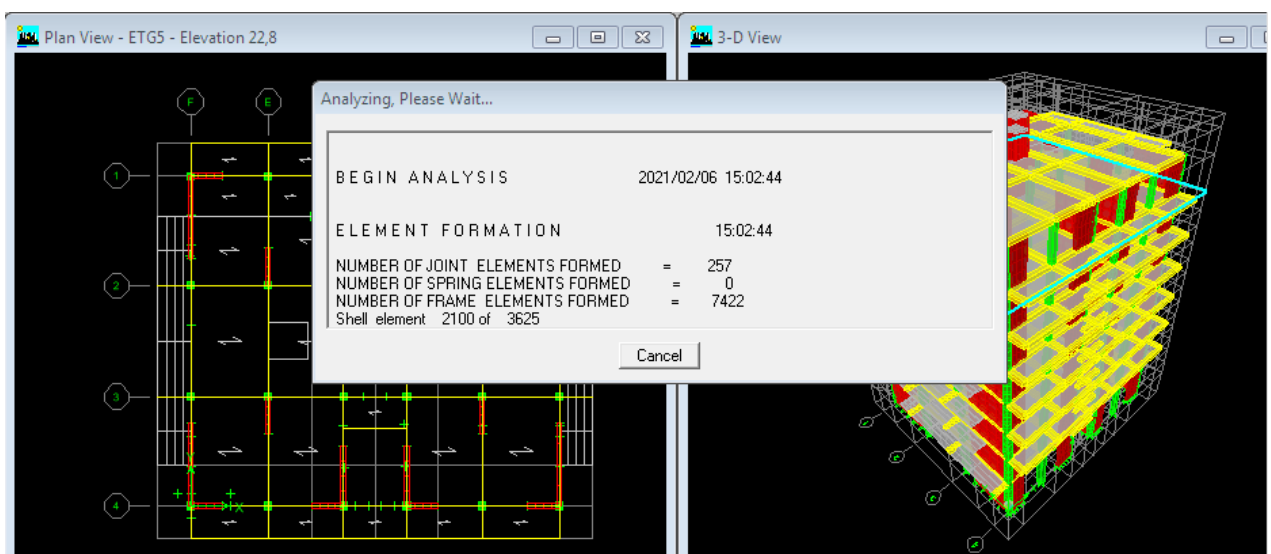 Plan View - ETG5 - Elevation 22,8
3-D View
Analyzing, Please Wait...
BEGIN ANALYSIS 2021/02/06 15:02:44
ELEMENT FORMATION 15:02:44
NUMBER OF JOINT ELEMENTS FORMED = 257
NUMBER OF SPRING ELEMENTS FORMED = 0
NUMBER OF FRAME ELEMENTS FORMED = 7422
Shell element 2100 of 3625
Cancel
F E
1
2
3
4
X